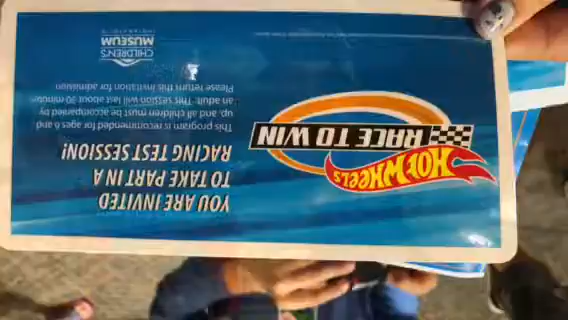 HOT WHEELS
RACE TO WIN
YOU ARE INVITED
TO TAKE PART IN A
RACING TEST SESSION!
This program is recommended for ages 6 and
up, and all children must be accompanied by
an adult. This session will last about 20 minute
Please return this invitation for admission
CHILDREN'S
MUSEUM